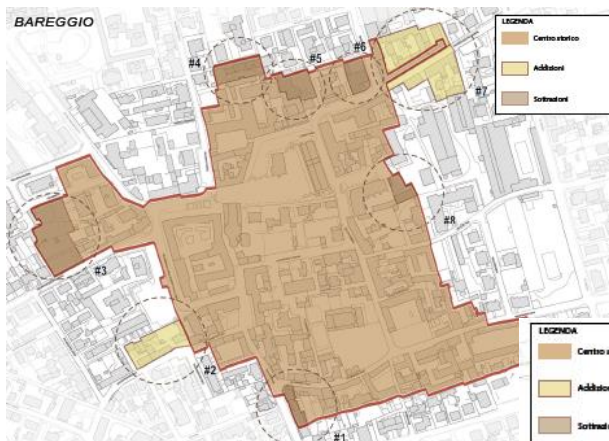 BAREGGIO
LEGENDA
Centro storico
Addizioni
Sottrazioni
#4
#5
#6
#7
#8
#3
#2
#1
LEGENDA
Centro s
Addizioni
Sottrazi